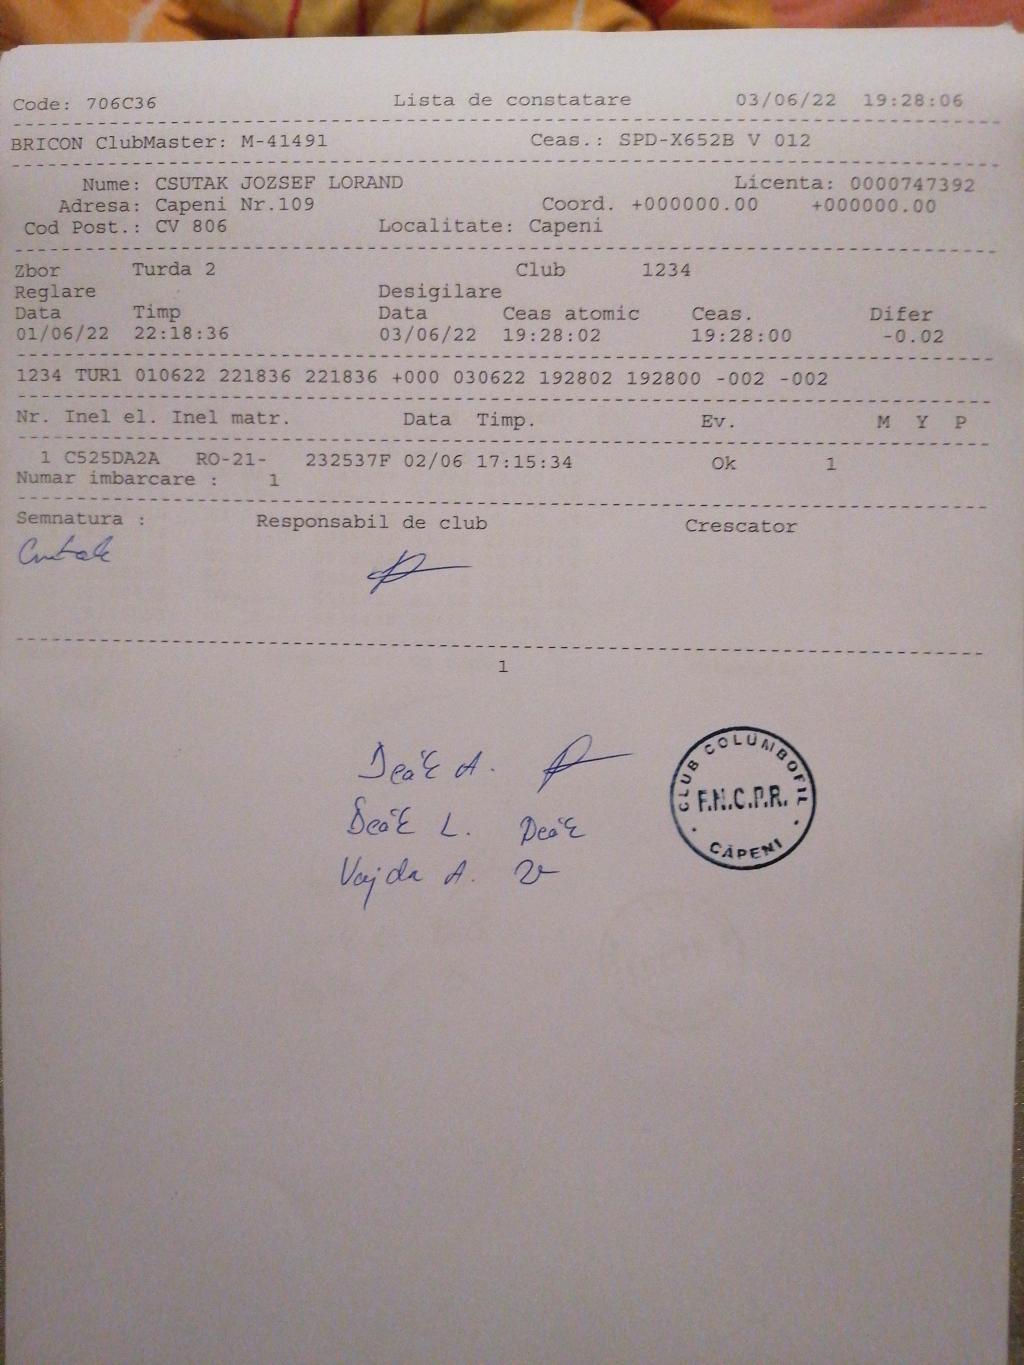 Code: 706C36 Lista de constatare 03/06/22 19:28:06
BRICON ClubMaster: M-41491 Ceas.: SPD-X652B V 012
Nume: CSUTAK JOZSEF LORAND Licenta: 0000747392
Adresa: Capeni Nr.109 Coord. +000000.00 +000000.00
Cod Post.: CV 806 Localitate: Capeni
Zbor Turda 2 Club 1234
Reglare Desigilare
Data Timp Data Ceas atomic Ceas. Difer
01/06/22 22:18:36 03/06/22 19:28:02 19:28:00 -0.02
1234 TUR1 010622 221836 221836 +000 030622 192802 192800 -002 -002
Nr. Inel el. Inel matr. Data Timp. Ev. M Y P
1 C525DA2A RO-21- 232537F 02/06 17:15:34 Ok 1
Numar imbarcare : 1
Semnatura : Responsabil de club Crescator
1
Deák A.
Deák L. Deák
Vajda A.
CLUB COLUMBOFIL
F.N.C.P.R.
CĂPENI